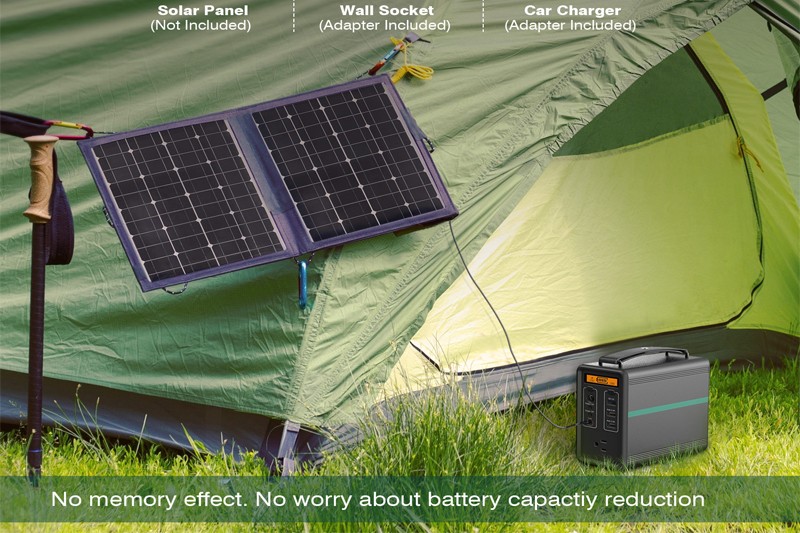 Solar Panel
(Not Included)
Wall Socket
(Adapter Included)
Car Charger
(Adapter Included)
No memory effect. No worry about battery capactiy reduction